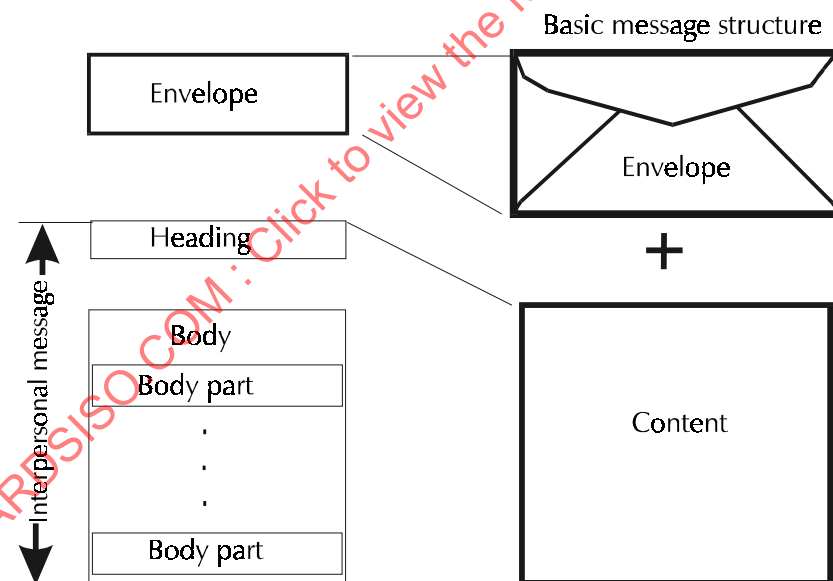 Basic message structure
Envelope
Envelope
+
Heading
Interpersonal message
Body
Body part
.
.
.
Body part
Content
ARDSISO.COM : Click to view the